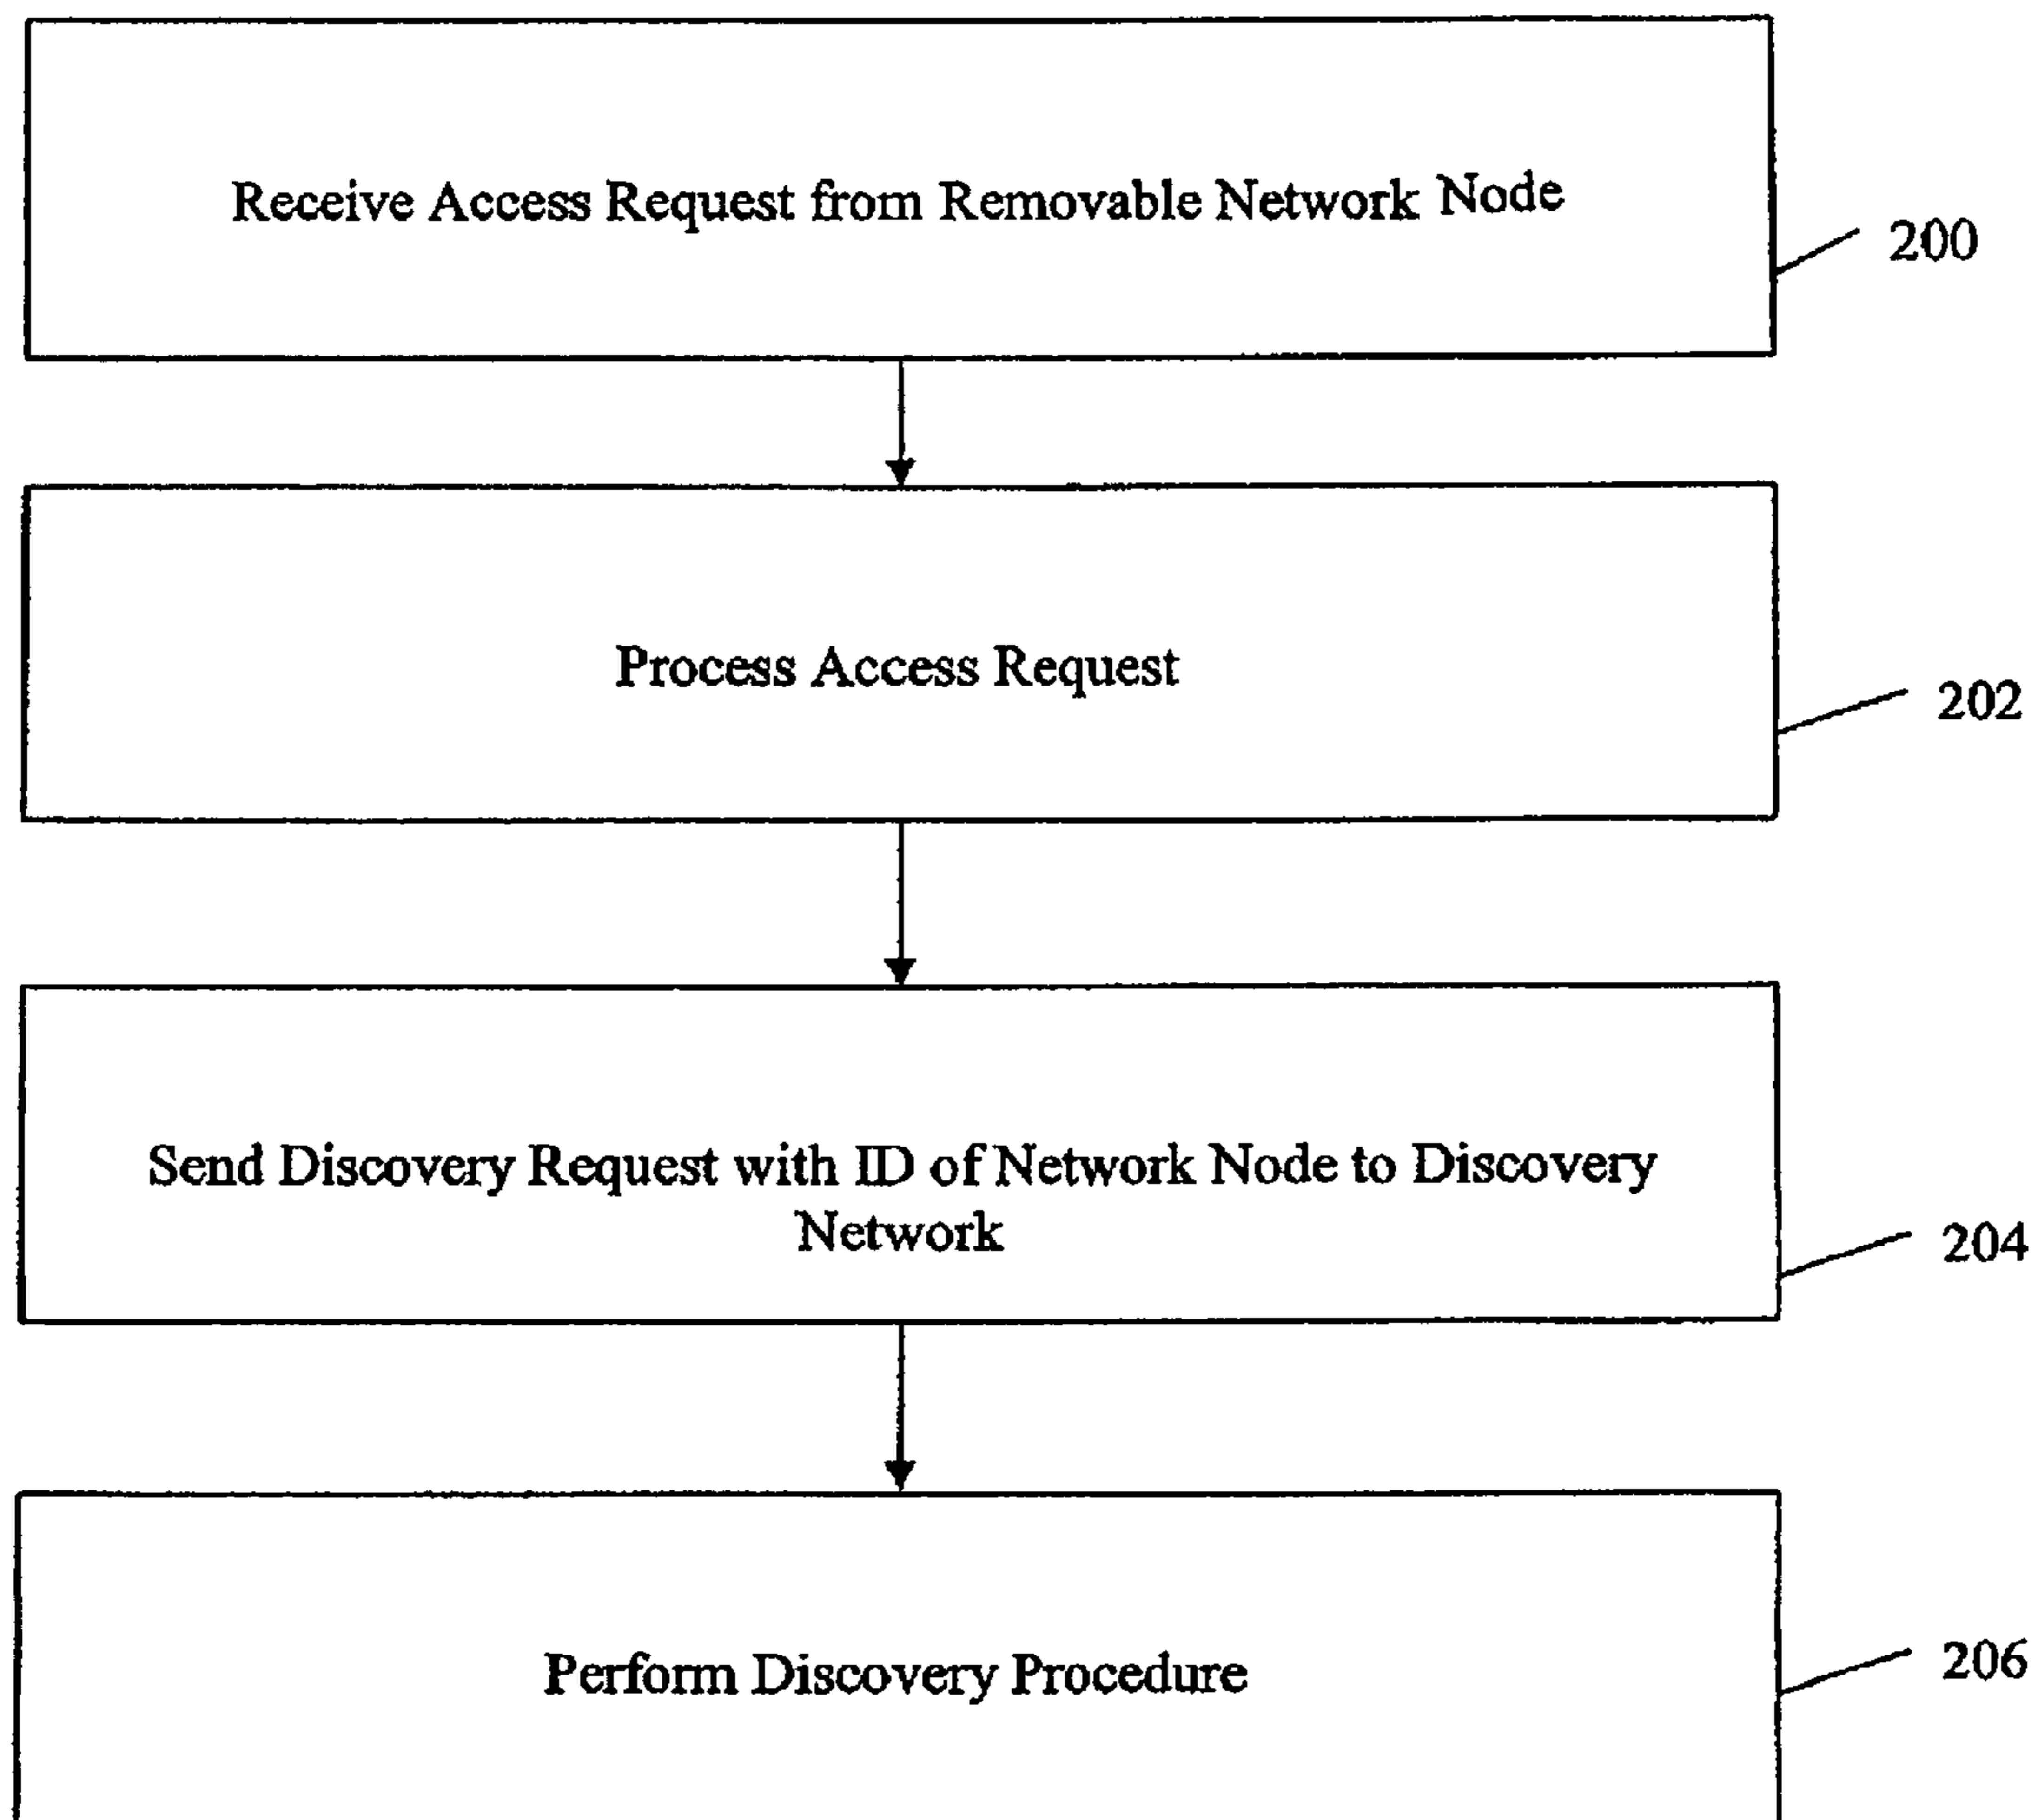 Receive Access Request from Removable Network Node
200
Process Access Request
202
Send Discovery Request with ID of Network Node to Discovery
Network
204
Perform Discovery Procedure
206